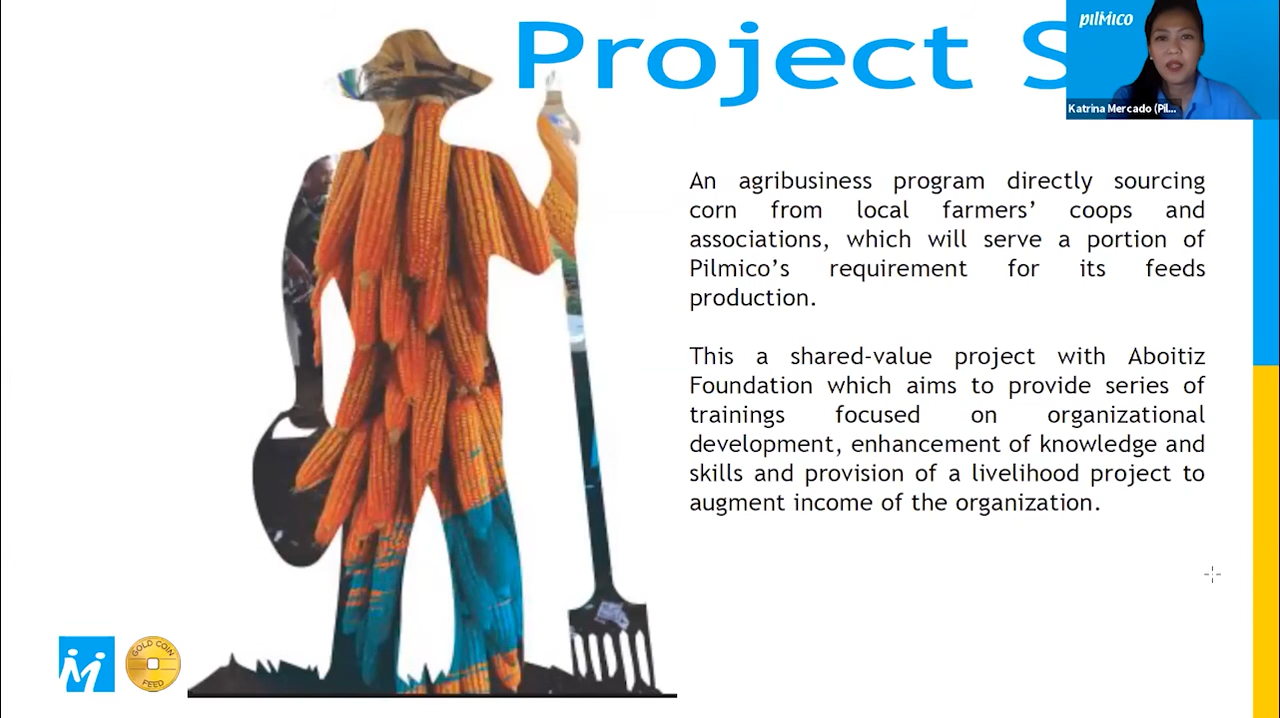 Project S
PILMICO
Katrina Mercado (Pil...
An agribusiness program directly sourcing
corn from local farmers' coops and
associations, which will serve a portion of
Pilmico's requirement for its feeds
production.
This a shared-value project with Aboitiz
Foundation which aims to provide series of
trainings focused on organizational
development, enhancement of knowledge and
skills and provision of a livelihood project to
augment income of the organization.
GOLD COIN
FEED